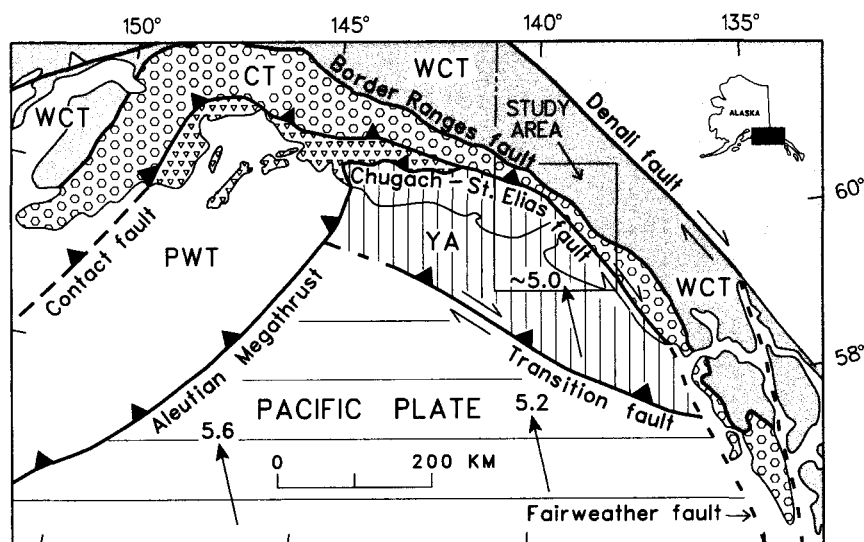 150° 145° 140° 135°
WCT
CT
Border Ranges fault
WCT
STUDY
AREA
Denali fault
ALASKA
60°
Chugach – St. Elias fault
YA
~5.0
WCT
Contact fault
PWT
Aleutian Megathrust
58°
Transition fault
PACIFIC PLATE
5.2
5.6
0 200 KM
Fairweather fault